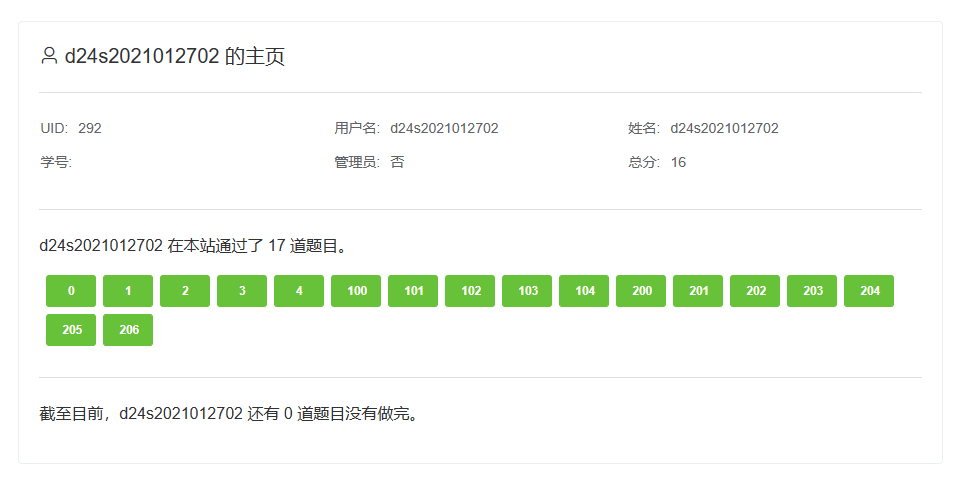 d24s2021012702 的主页
UID: 292 用户名: d24s2021012702 姓名: d24s2021012702
学号: 管理员: 否 总分: 16
d24s2021012702 在本站通过了 17 道题目。
0 1 2 3 4 100 101 102 103 104 200 201 202 203 204
205 206
截至目前，d24s2021012702 还有 0 道题目没有做完。